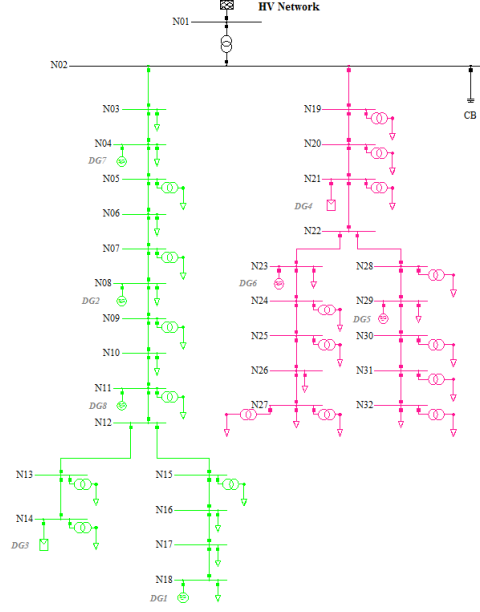 HV Network
N01
N02
CB
N03
N04
DG7
N05
N06
N07
N08
DG2
N09
N10
N11
DG8
N12
N13
N14
DG3
N15
N16
N17
N18
DG1
N19
N20
N21
DG4
N22
N23
DG6
N24
N25
N26
N27
N28
N29
DG5
N30
N31
N32